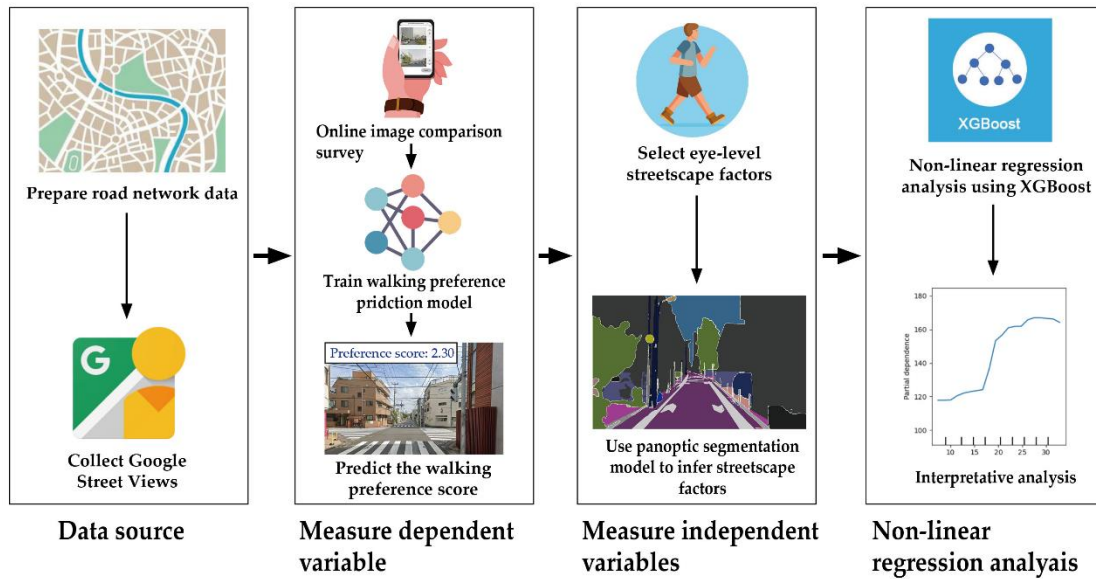 Prepare road network data
G
Collect Google
Street Views
Data source
Online image comparison
survey
Train walking preference
pridction model
Preference score: 2.30
Predict the walking
preference score
Measure dependent
variable
Select eye-level
streetscape factors
Use panoptic segmentation
model to infer streetscape
factors
Measure independent
variables
XGBoost
Non-linear regression
analysis using XGBoost
Partial dependence
180
160
140
120
100
10 15 20 25 30
Interpretative analysis
Non-linear
regression analyais